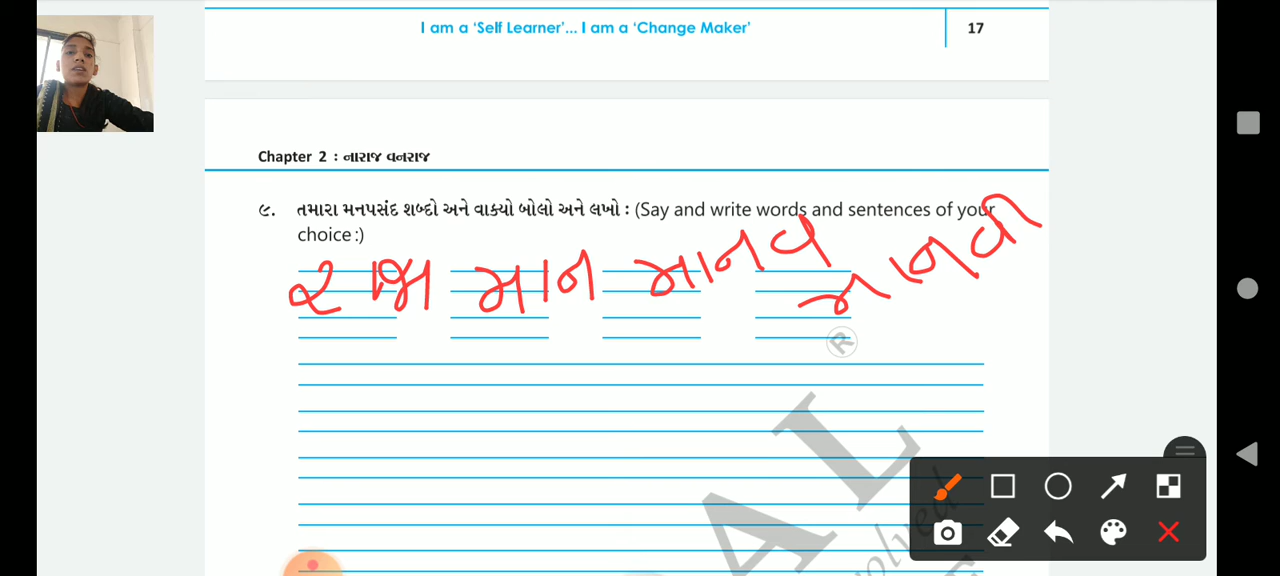 I am a ‘Self Learner’... I am a ‘Change Maker’ 17
Chapter 2 : નારાજ વનરાજ
૯. તમારા મનપસંદ શબ્દો અને વાક્યો બોલો અને લખો : (Say and write words and sentences of your
choice :)
માન માનવ
®